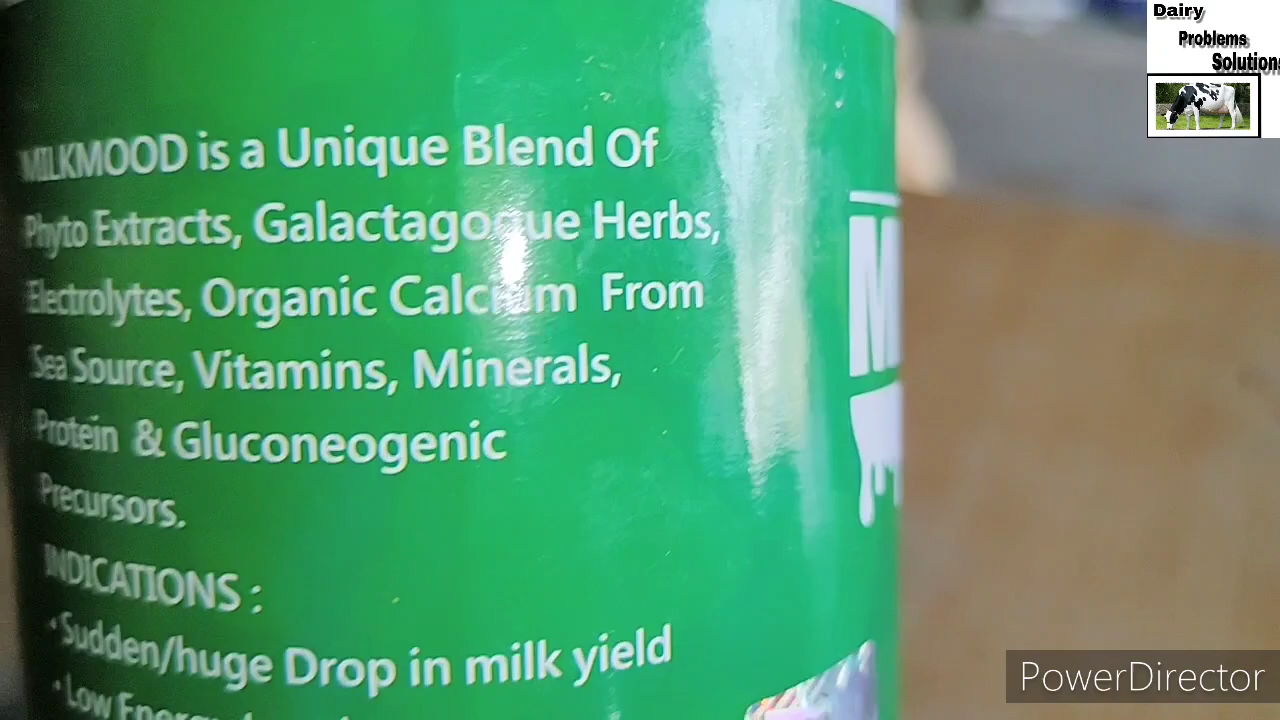 MILKMOOD is a Unique Blend Of
Phyto Extracts, Galactagogue Herbs,
Electrolytes, Organic Calcium From
Sea Source, Vitamins, Minerals,
Protein & Gluconeogenic
Precursors.
INDICATIONS :
• Sudden/huge Drop in milk yield
• Low
M
Dairy
Problems
Solution
PowerDirector